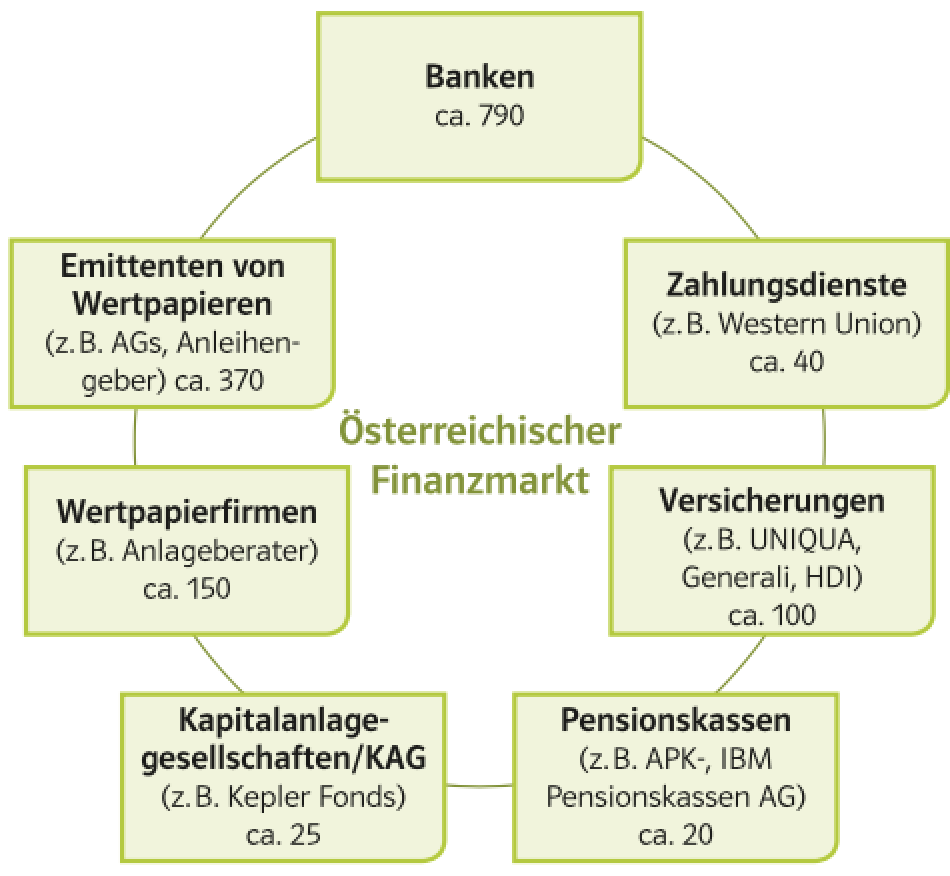 Banken
ca. 790
Emittenten von
Wertpapieren
(z. B. AGs, Anleihen-
geber) ca. 370
Zahlungsdienste
(z. B. Western Union)
ca. 40
Österreichischer
Finanzmarkt
Wertpapierfirmen
(z. B. Anlageberater)
ca. 150
Versicherungen
(z. B. UNIQUA,
Generali, HDI)
ca. 100
Kapitalanlage-
gesellschaften/KAG
(z. B. Kepler Fonds)
ca. 25
Pensionskassen
(z. B. APK-, IBM
Pensionskassen AG)
ca. 20